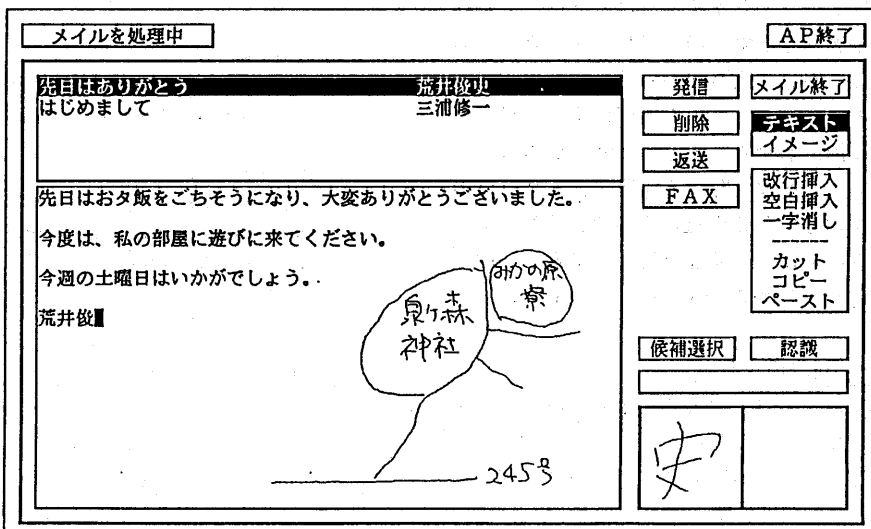 メイルを処理中
AP終了
先日はありがとう 荒井俊史
はじめまして 三浦修一
発信
メイル終了
削除
テキスト
イメージ
返送
FAX
改行挿入
空白挿入
一字消し
------
カット
コピー
ペースト
先日はお夕飯をごちそうになり、大変ありがとうございました。
今度は、私の部屋に遊びに来てください。
今週の土曜日はいかがでしょう。
荒井俊
みかの原
寮
泉ヶ森
神社
245号
候補選択
認識
史